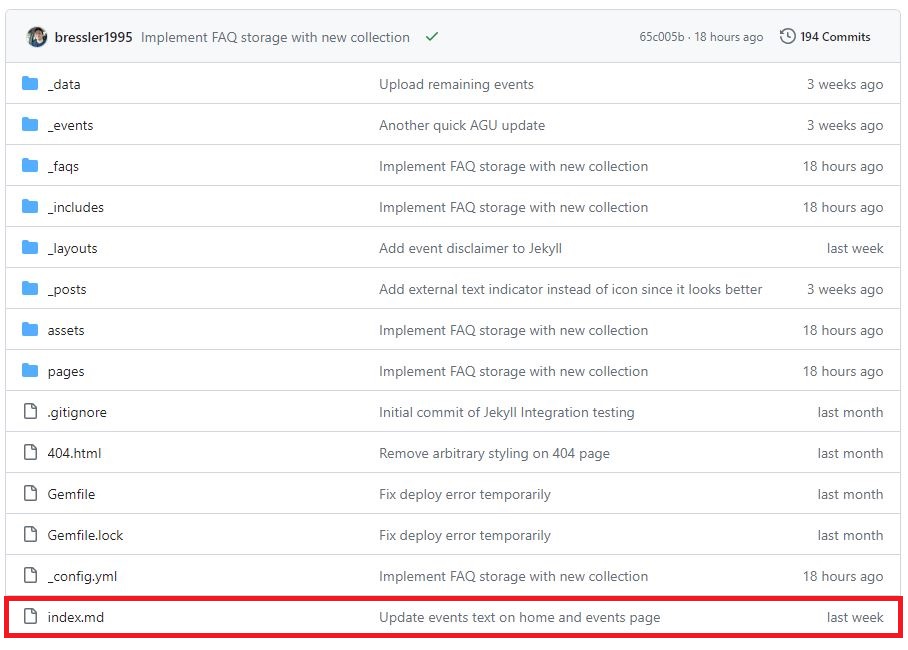 bressler1995 Implement FAQ storage with new collection 65c005b · 18 hours ago 194 Commits
_data Upload remaining events 3 weeks ago
_events Another quick AGU update 3 weeks ago
_faqs Implement FAQ storage with new collection 18 hours ago
_includes Implement FAQ storage with new collection 18 hours ago
_layouts Add event disclaimer to Jekyll last week
_posts Add external text indicator instead of icon since it looks better 3 weeks ago
assets Implement FAQ storage with new collection 18 hours ago
pages Implement FAQ storage with new collection 18 hours ago
.gitignore Initial commit of Jekyll Integration testing last month
404.html Remove arbitrary styling on 404 page last month
Gemfile Fix deploy error temporarily last month
Gemfile.lock Fix deploy error temporarily last month
_config.yml Implement FAQ storage with new collection 18 hours ago
index.md Update events text on home and events page last week